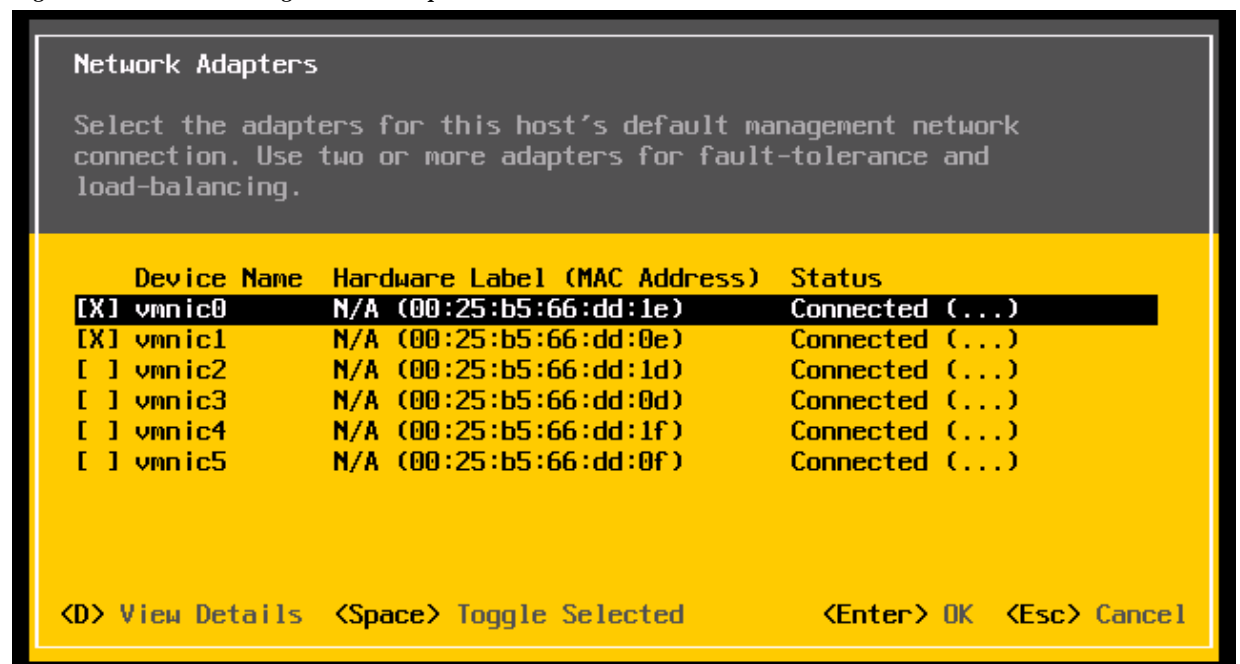 Network Adapters
Select the adapters for this host's default management network
connection. Use two or more adapters for fault-tolerance and
load-balancing.
Device Name Hardware Label (MAC Address) Status
[X] vmnic0 N/A (00:25:b5:66:dd:1e) Connected (...)
[X] vmnic1 N/A (00:25:b5:66:dd:0e) Connected (...)
[ ] vmnic2 N/A (00:25:b5:66:dd:1d) Connected (...)
[ ] vmnic3 N/A (00:25:b5:66:dd:0d) Connected (...)
[ ] vmnic4 N/A (00:25:b5:66:dd:1f) Connected (...)
[ ] vmnic5 N/A (00:25:b5:66:dd:0f) Connected (...)
<D> View Details <Space> Toggle Selected <Enter> OK <Esc> Cancel